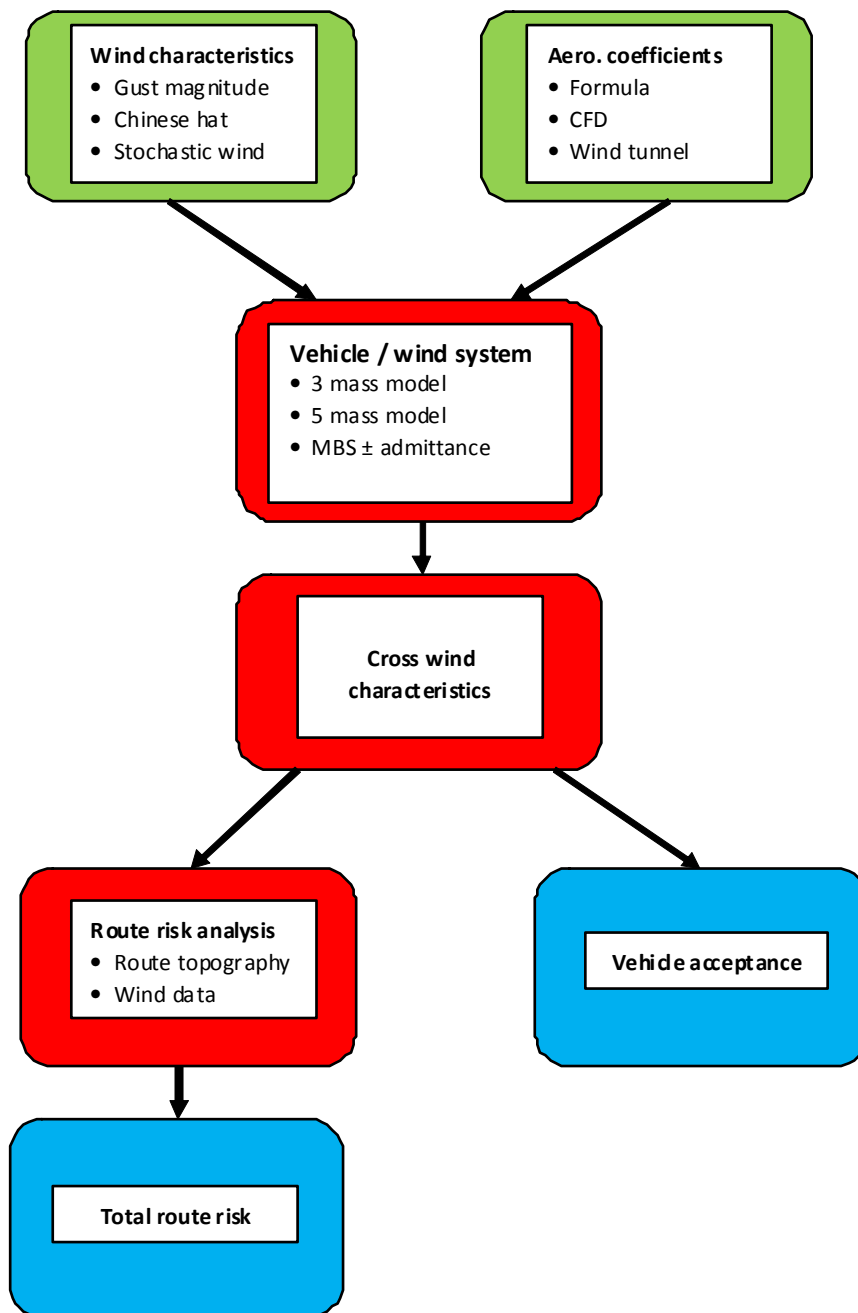 Wind characteristics
• Gust magnitude
• Chinese hat
• Stochastic wind
Aero. coefficients
• Formula
• CFD
• Wind tunnel
Vehicle / wind system
• 3 mass model
• 5 mass model
• MBS ± admittance
Cross wind
characteristics
Route risk analysis
• Route topography
• Wind data
Vehicle acceptance
Total route risk